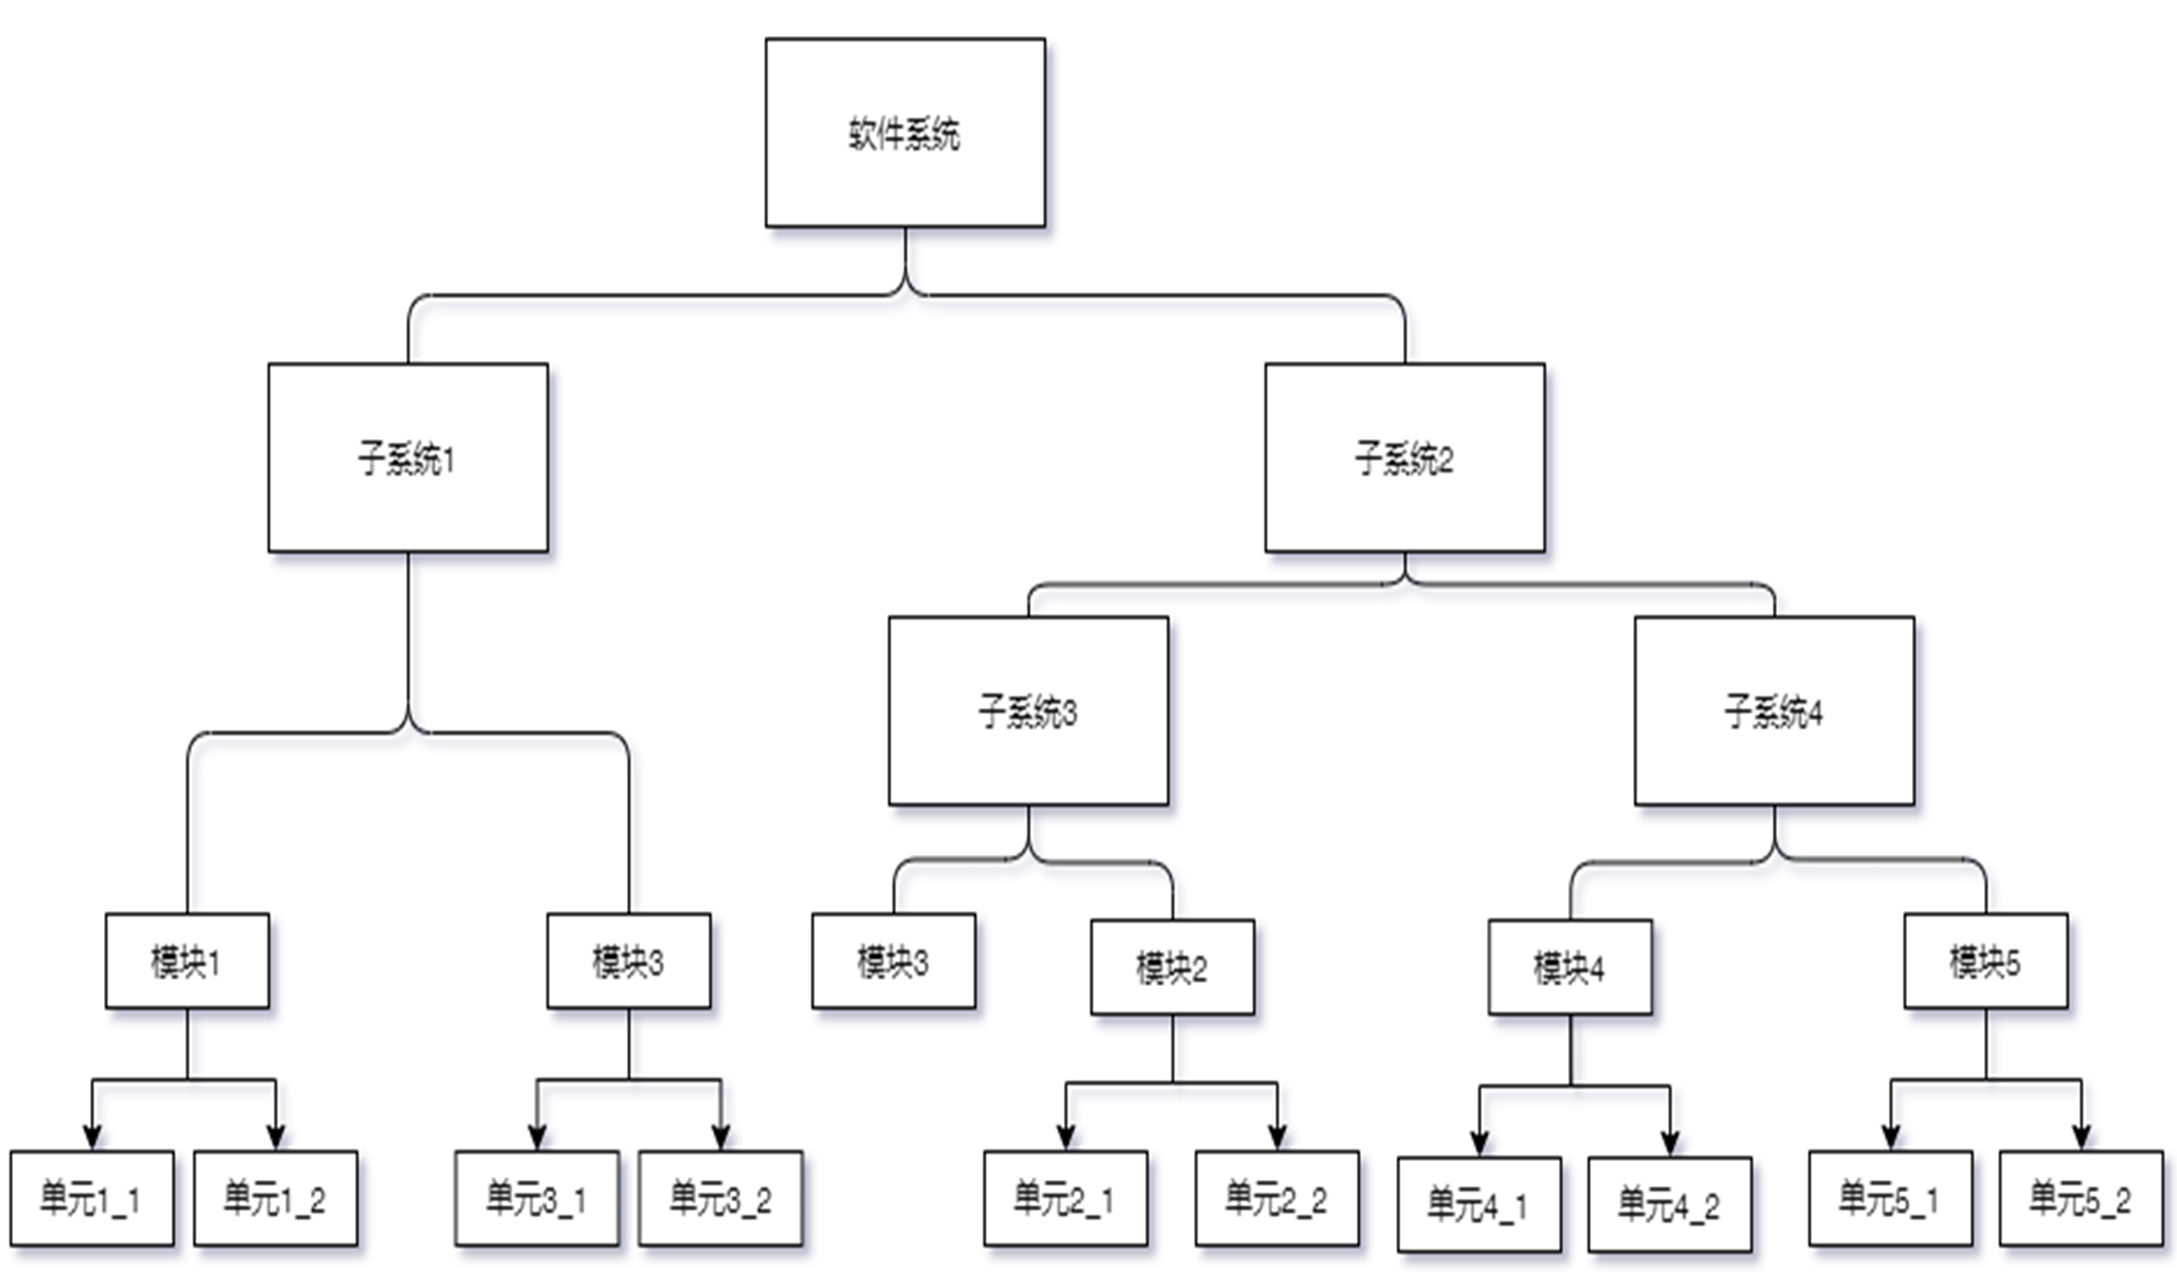 软件系统
子系统1
子系统2
子系统3
子系统4
模块1
模块3
模块3
模块2
模块4
模块5
单元1_1
单元1_2
单元3_1
单元3_2
单元2_1
单元2_2
单元4_1
单元4_2
单元5_1
单元5_2